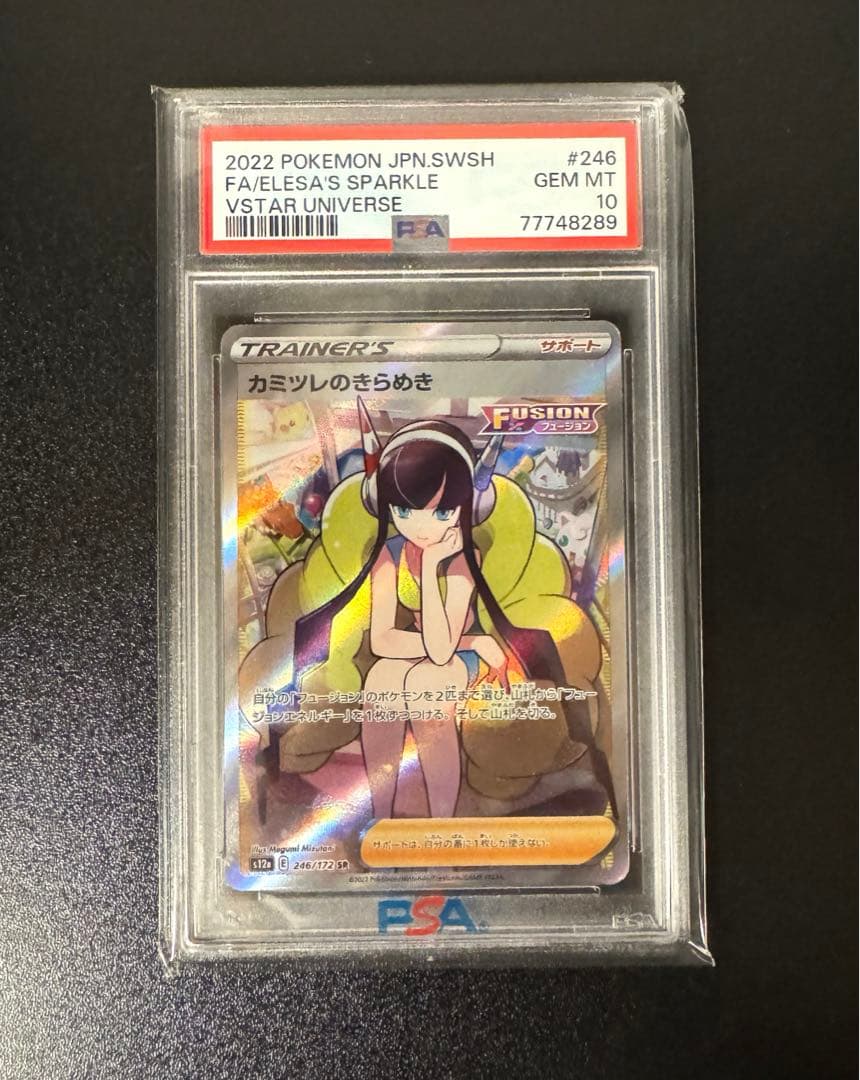 2022 POKEMON JPN.SWSH #246
FA/ELESA'S SPARKLE GEM MT
VSTAR UNIVERSE 10
PSA 77748289
TRAINER'S サポート
カミツレのきらめき
FUSION
フュージョン
自分の「フュージョン」のポケモンを2匹まで選び、山札から「フュー
ジョンエネルギー」を1枚ずつつける。そして山札を切る。
サポートは、自分の番に1枚しか使えない。
Illus. Megumi Mizutani
s12a E 246/172 SR
PSA
PSA